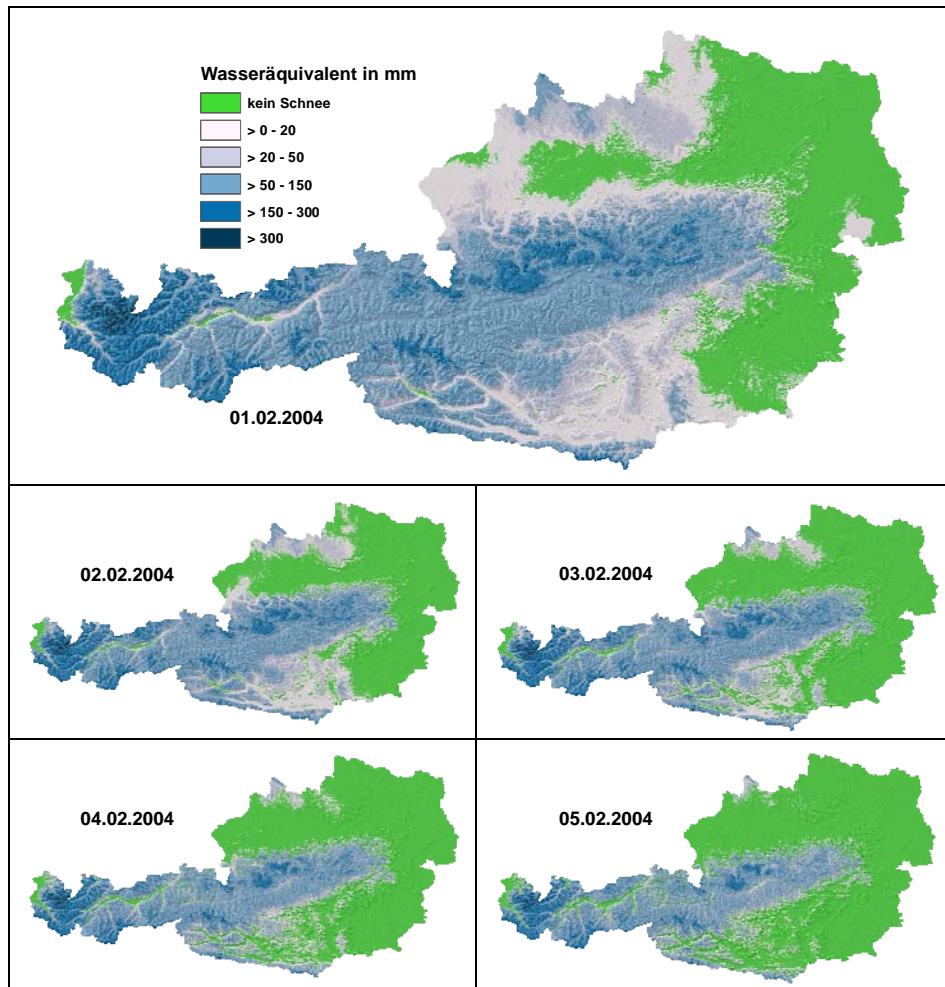 Wasseräquivalent in mm
kein Schnee
> 0 - 20
> 20 - 50
> 50 - 150
> 150 - 300
> 300
01.02.2004
02.02.2004
03.02.2004
04.02.2004
05.02.2004